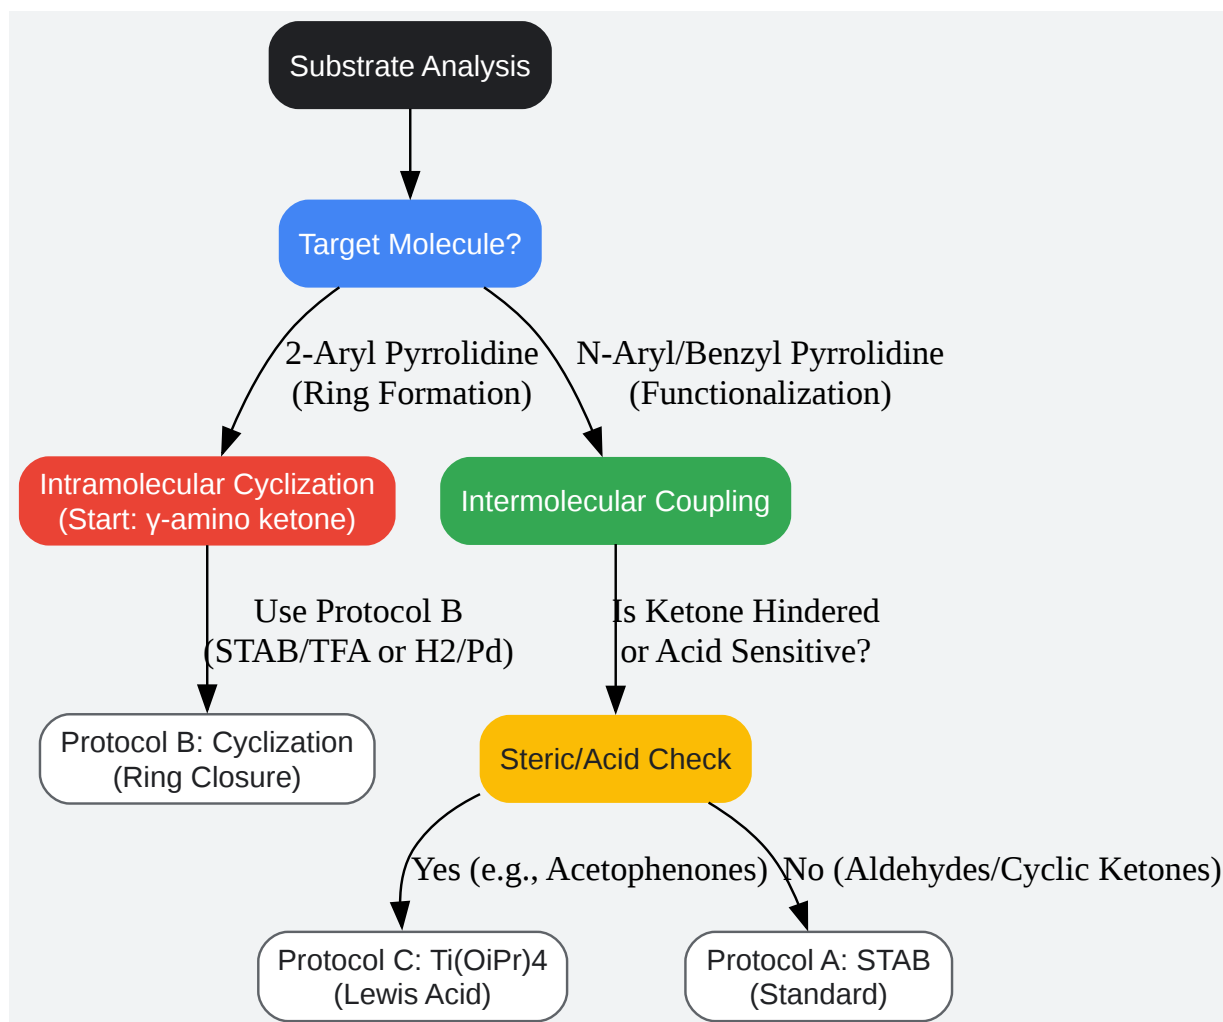 Substrate Analysis
Target Molecule?
2-Aryl Pyrrolidine
(Ring Formation)
N-Aryl/Benzyl Pyrrolidine
(Functionalization)
Intramolecular Cyclization
(Start: γ-amino ketone)
Intermolecular Coupling
Use Protocol B
(STAB/TFA or H2/Pd)
Is Ketone Hindered
or Acid Sensitive?
Protocol B: Cyclization
(Ring Closure)
Steric/Acid Check
Yes (e.g., Acetophenones)
No (Aldehydes/Cyclic Ketones)
Protocol C: Ti(OiPr)4
(Lewis Acid)
Protocol A: STAB
(Standard)